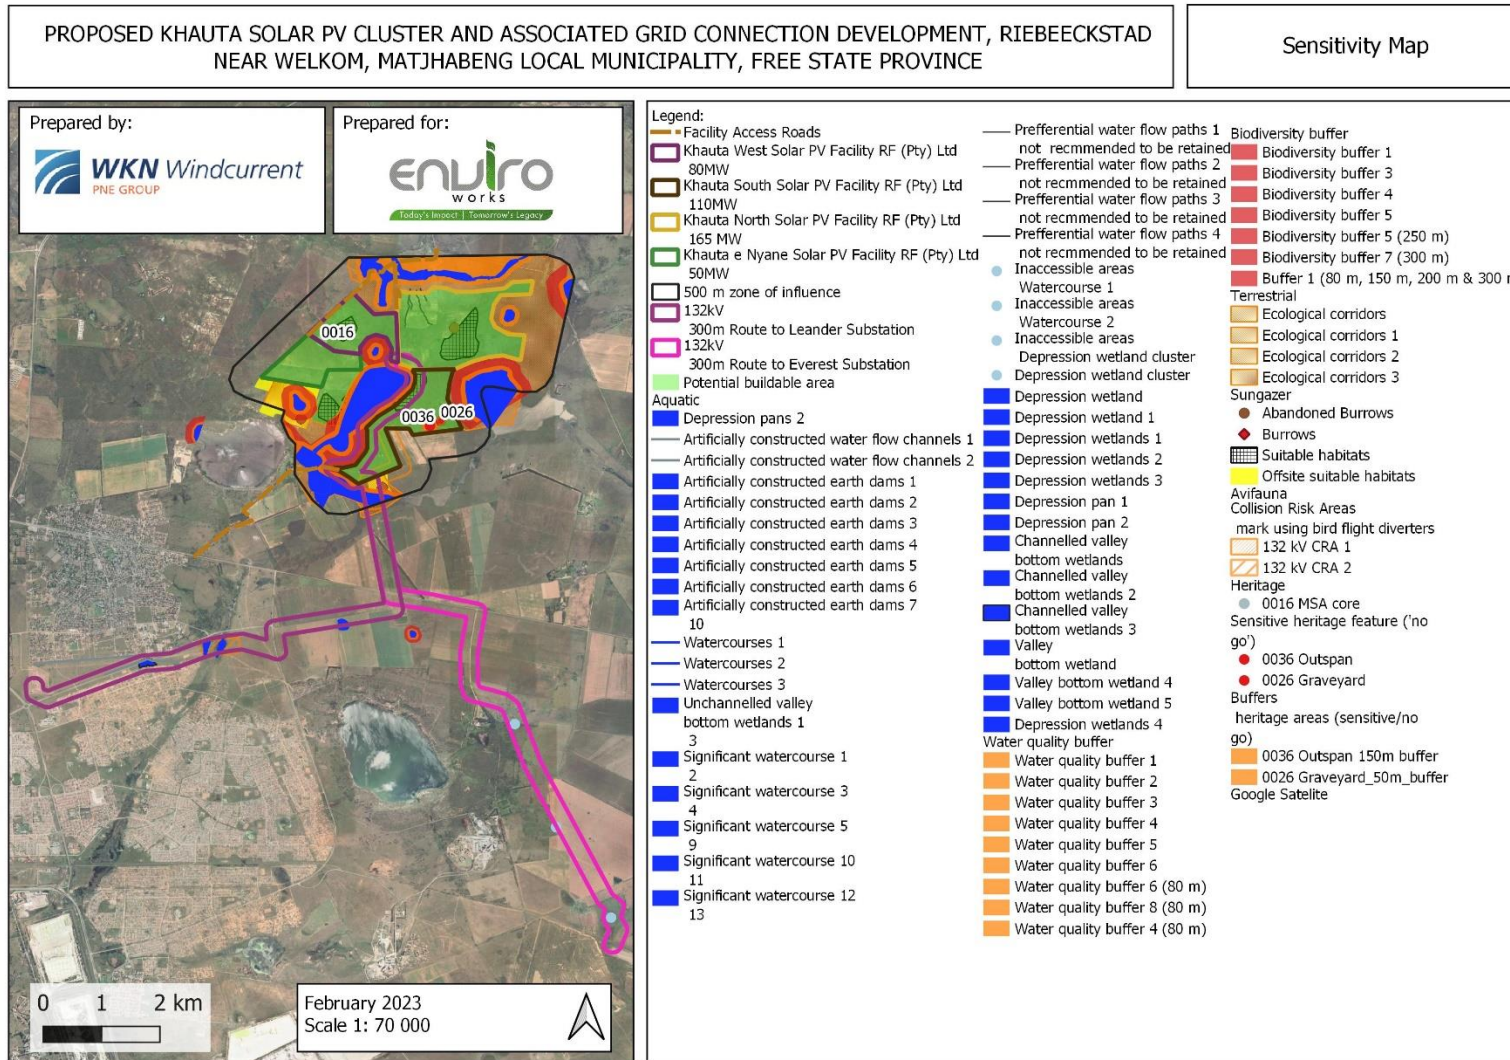 PROPOSED KHAUTA SOLAR PV CLUSTER AND ASSOCIATED GRID CONNECTION DEVELOPMENT, RIEBEECKSTAD
NEAR WELKOM, MATJHABENG LOCAL MUNICIPALITY, FREE STATE PROVINCE
Sensitivity Map
Prepared by:
WKN Windcurrent
PNE GROUP
Prepared for:
enviro
works
Today's Impact | Tomorrow's Legacy
0016
0036
0026
0 1 2 km
February 2023
Scale 1: 70 000
Legend:
Facility Access Roads
Khauta West Solar PV Facility RF (Pty) Ltd
80MW
Khauta South Solar PV Facility RF (Pty) Ltd
110MW
Khauta North Solar PV Facility RF (Pty) Ltd
165 MW
Khauta e Nyane Solar PV Facility RF (Pty) Ltd
50MW
500 m zone of influence
132kV
300m Route to Leander Substation
132kV
300m Route to Everest Substation
Potential buildable area
Aquatic
Depression pans 2
Artificially constructed water flow channels 1
Artificially constructed water flow channels 2
Artificially constructed earth dams 1
Artificially constructed earth dams 2
Artificially constructed earth dams 3
Artificially constructed earth dams 4
Artificially constructed earth dams 5
Artificially constructed earth dams 6
Artificially constructed earth dams 7
10
Watercourses 1
Watercourses 2
Watercourses 3
Unchannelled valley
bottom wetlands 1
3
Significant watercourse 1
2
Significant watercourse 3
4
Significant watercourse 5
9
Significant watercourse 10
11
Significant watercourse 12
13
Prefferential water flow paths 1
not recmmended to be retained
Prefferential water flow paths 2
not recmmended to be retained
Prefferential water flow paths 3
not recmmended to be retained
Prefferential water flow paths 4
not recmmended to be retained
Inaccessible areas
Watercourse 1
Inaccessible areas
Watercourse 2
Inaccessible areas
Depression wetland cluster
Depression wetland cluster
Depression wetland
Depression wetland 1
Depression wetlands 1
Depression wetlands 2
Depression wetlands 3
Depression pan 1
Depression pan 2
Channelled valley
bottom wetlands
Channelled valley
bottom wetlands 2
Channelled valley
bottom wetlands 3
Valley
bottom wetland
Valley bottom wetland 4
Valley bottom wetland 5
Depression wetlands 4
Water quality buffer
Water quality buffer 1
Water quality buffer 2
Water quality buffer 3
Water quality buffer 4
Water quality buffer 5
Water quality buffer 6
Water quality buffer 6 (80 m)
Water quality buffer 8 (80 m)
Water quality buffer 4 (80 m)
Biodiversity buffer
Biodiversity buffer 1
Biodiversity buffer 3
Biodiversity buffer 4
Biodiversity buffer 5
Biodiversity buffer 5 (250 m)
Biodiversity buffer 7 (300 m)
Buffer 1 (80 m, 150 m, 200 m & 300 m
Terrestrial
Ecological corridors
Ecological corridors 1
Ecological corridors 2
Ecological corridors 3
Sungazer
Abandoned Burrows
Burrows
Suitable habitats
Offsite suitable habitats
Avifauna
Collision Risk Areas
mark using bird flight diverters
132 kV CRA 1
132 kV CRA 2
Heritage
0016 MSA core
Sensitive heritage feature ('no
go')
0036 Outspan
0026 Graveyard
Buffers
heritage areas (sensitive/no
go)
0036 Outspan 150m buffer
0026 Graveyard_50m_buffer
Google Satelite